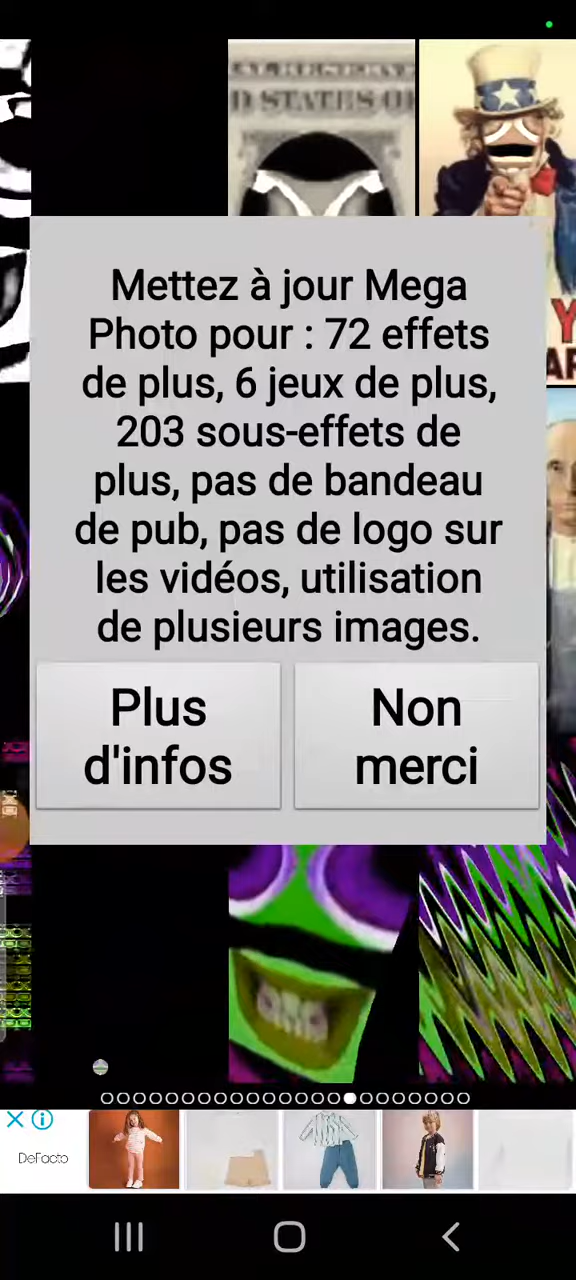 D STATES OF
Mettez à jour Mega
Photo pour : 72 effets
de plus, 6 jeux de plus,
203 sous-effets de
plus, pas de bandeau
de pub, pas de logo sur
les vidéos, utilisation
de plusieurs images.
Plus
d'infos
Non
merci
DeFacto